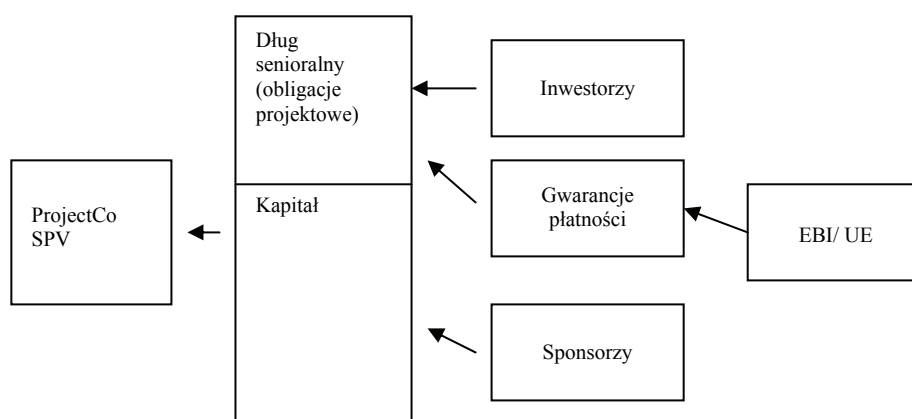 Dług
senioralny
(obligacje
projektowe)
Inwestorzy
ProjectCo
SPV
Kapitał
Gwarancje
płatności
EBI/ UE
Sponsorzy